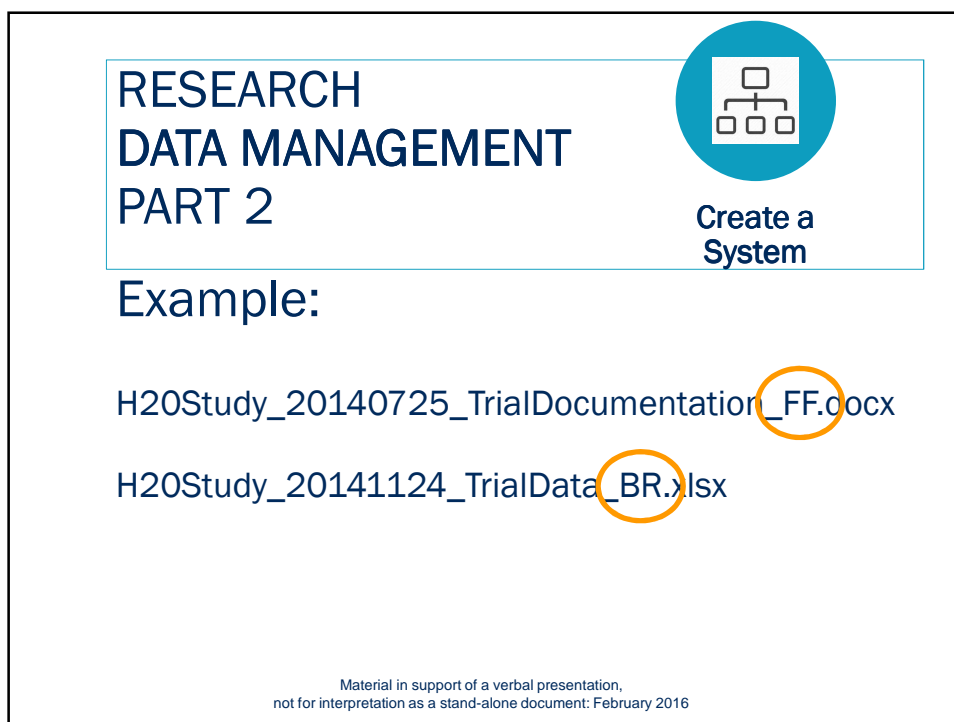 RESEARCH
DATA MANAGEMENT
PART 2
Create a
System
Example:
H20Study_20140725_TrialDocumentation_FF.docx
H20Study_20141124_TrialData_BR.xlsx
Material in support of a verbal presentation,
not for interpretation as a stand-alone document: February 2016